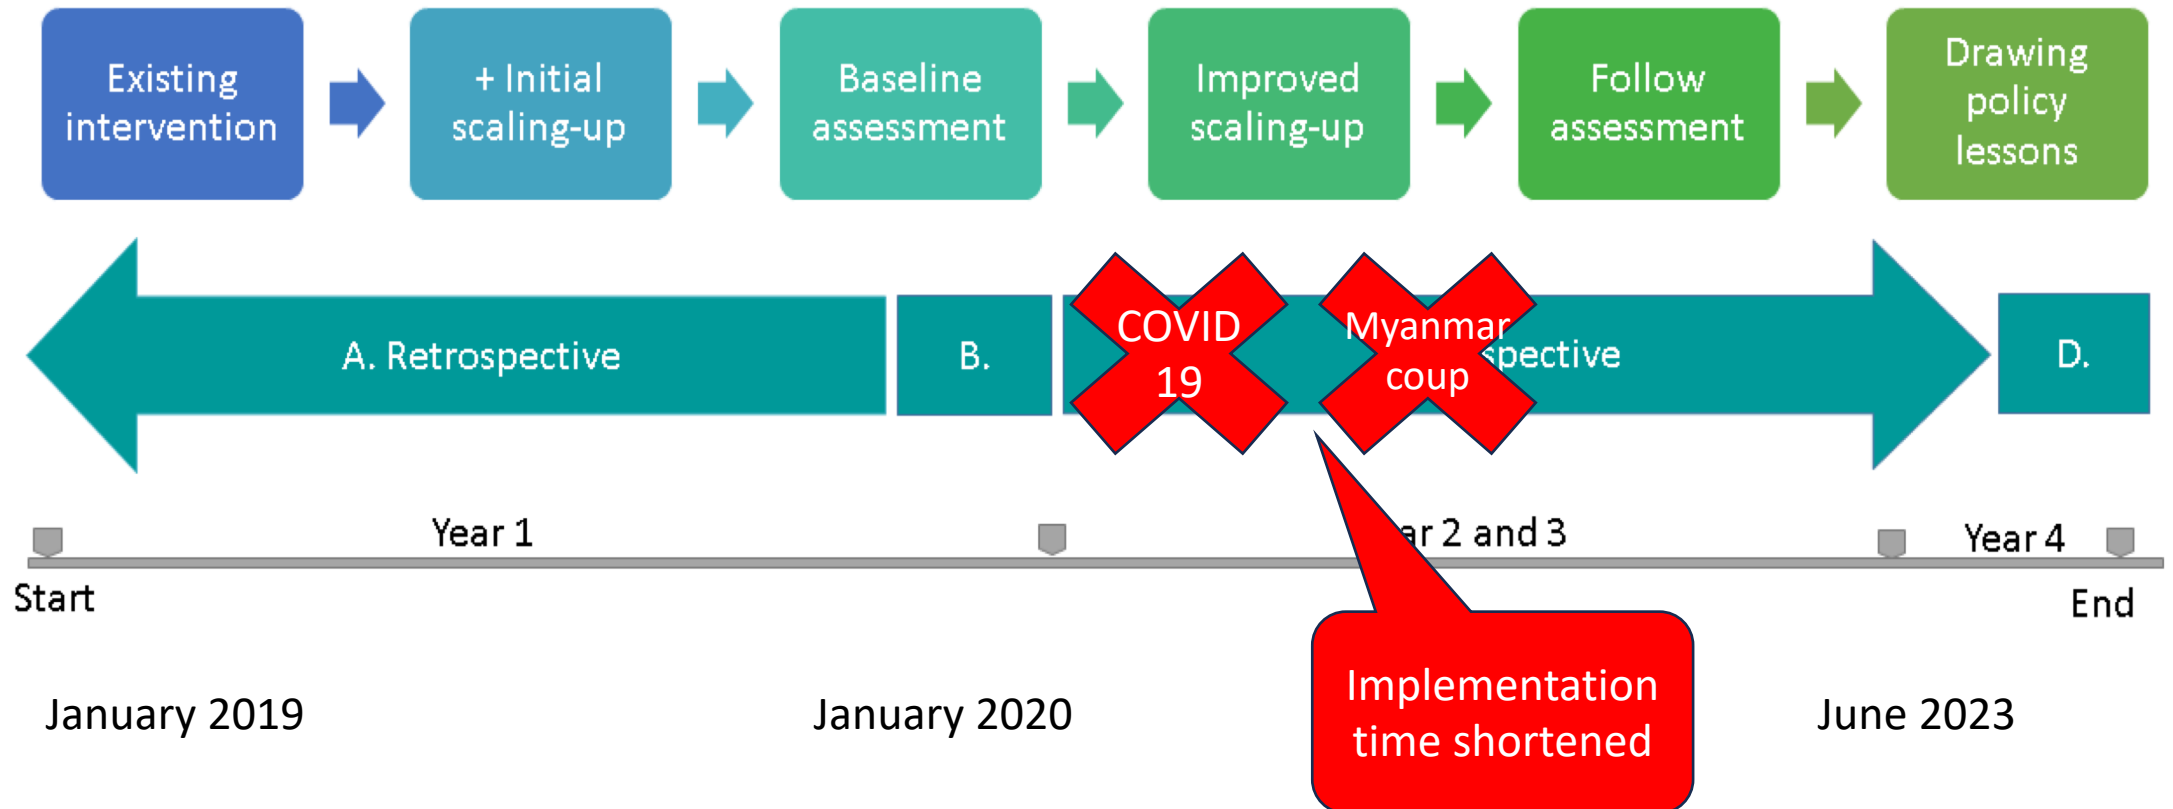 Existing
intervention
+ Initial
scaling-up
Baseline
assessment
Improved
scaling-up
Follow
assessment
Drawing
policy
lessons
A. Retrospective
B.
COVID
19
Myanmar
coup
spective
D.
Year 1
ar 2 and 3
Year 4
Start
End
Implementation
time shortened
January 2019
January 2020
June 2023